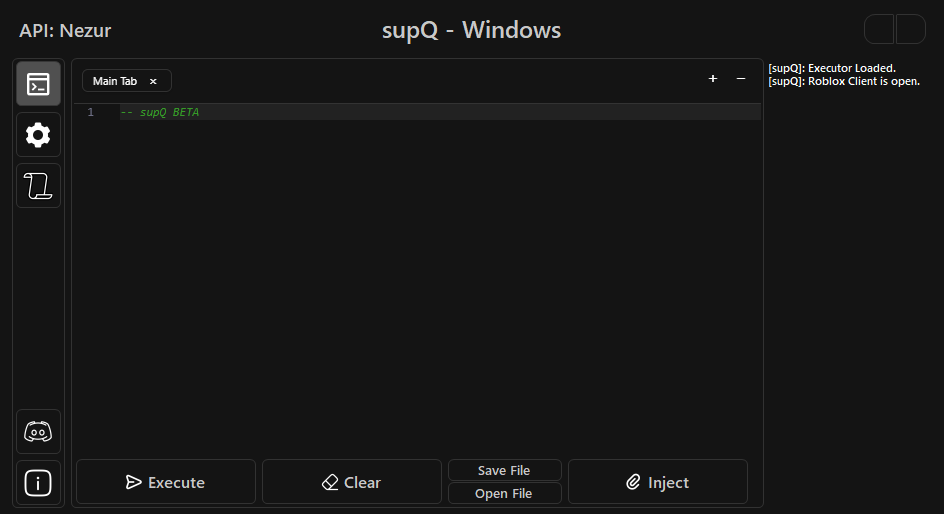 API: Nezur
supQ - Windows
Main Tab ×
+ −
[supQ]: Executor Loaded.
[supQ]: Roblox Client is open.
1 -- supQ BETA
Execute
Clear
Save File
Open File
Inject